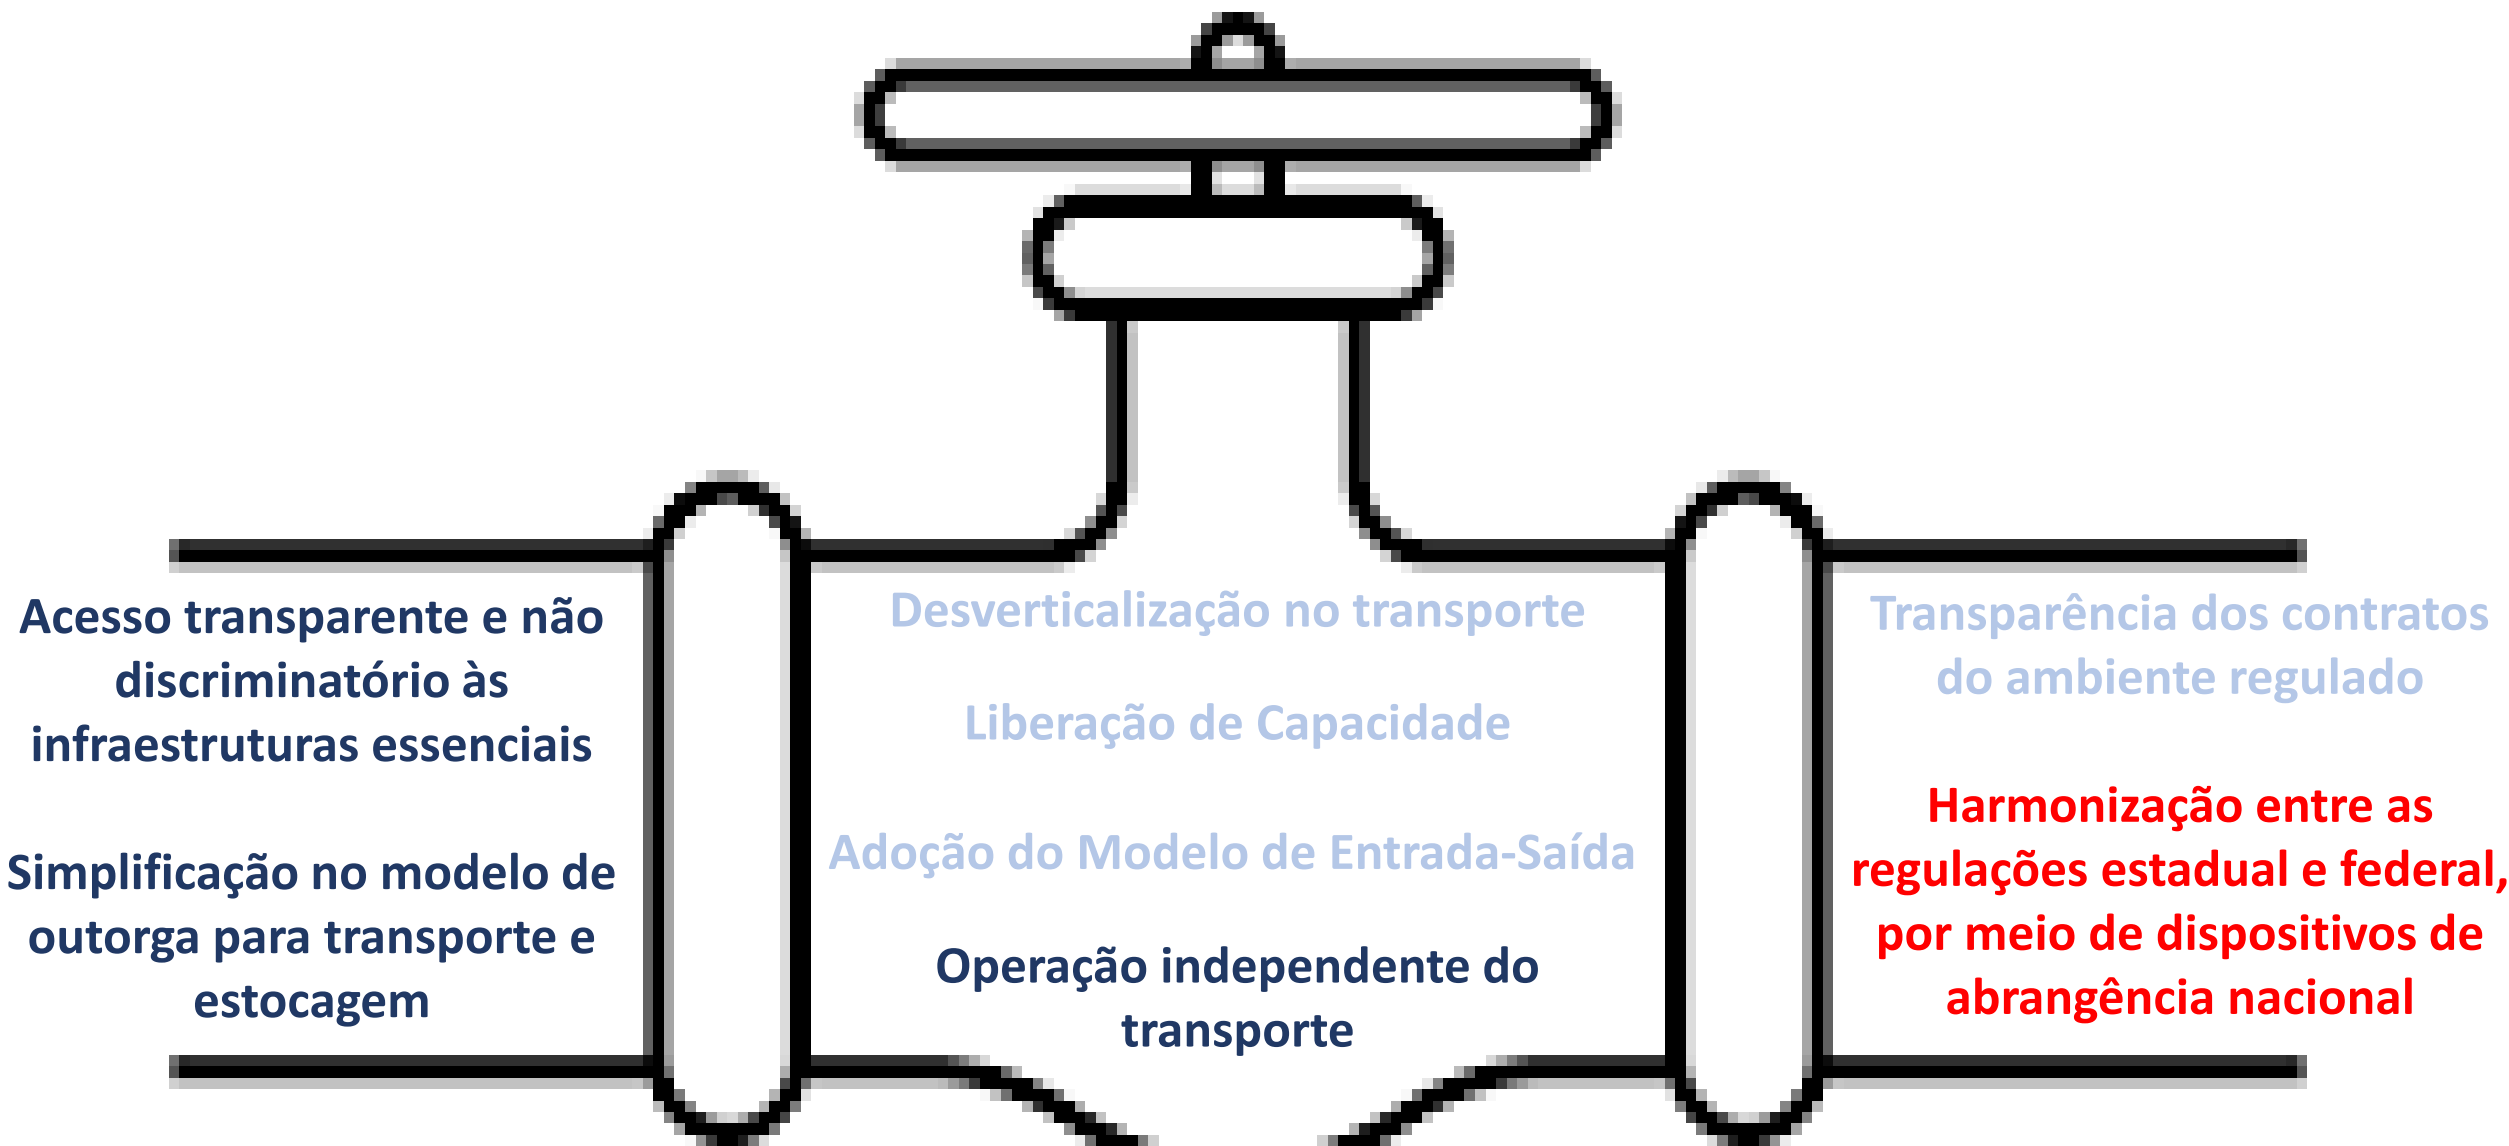 Acesso transparente e não
discriminatório às
infraestruturas essenciais
Simplificação no modelo de
outorga para transporte e
estocagem
Desverticalização no transporte
Liberação de Capacidade
Adoção do Modelo de Entrada-Saída
Operação independente do
transporte
Transparência dos contratos
do ambiente regulado
Harmonização entre as
regulações estadual e federal,
por meio de dispositivos de
abrangência nacional